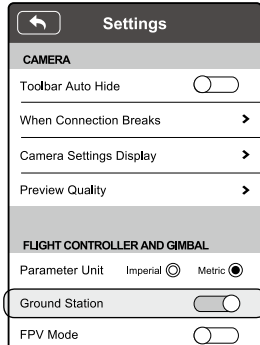 Settings
CAMERA
Toolbar Auto Hide
When Connection Breaks
Camera Settings Display
Preview Quality
FLIGHT CONTROLLER AND GIMBAL
Parameter Unit Imperial Metric
Ground Station
FPV Mode